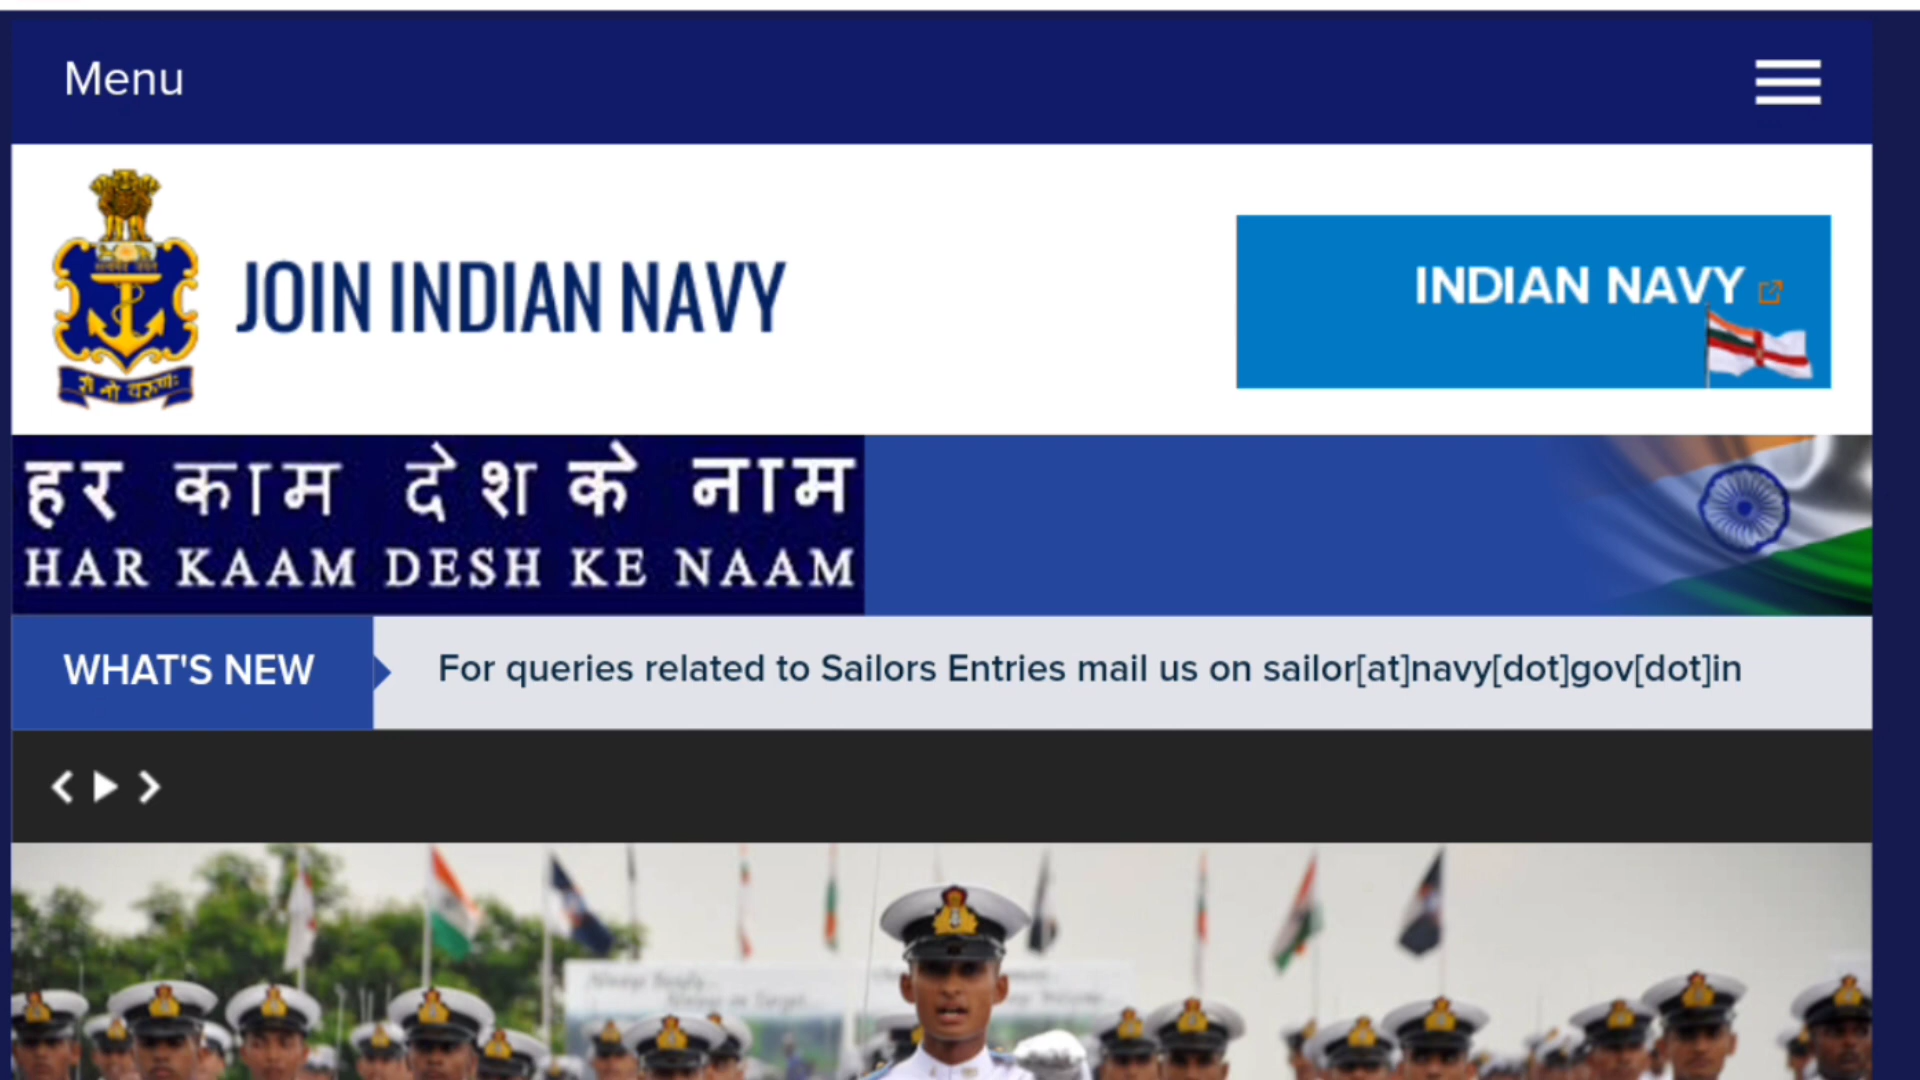 Menu
JOIN INDIAN NAVY
INDIAN NAVY
शं नो वरुणः
हर काम देश के नाम
HAR KAAM DESH KE NAAM
WHAT'S NEW
For queries related to Sailors Entries mail us on sailor[at]navy[dot]gov[dot]in